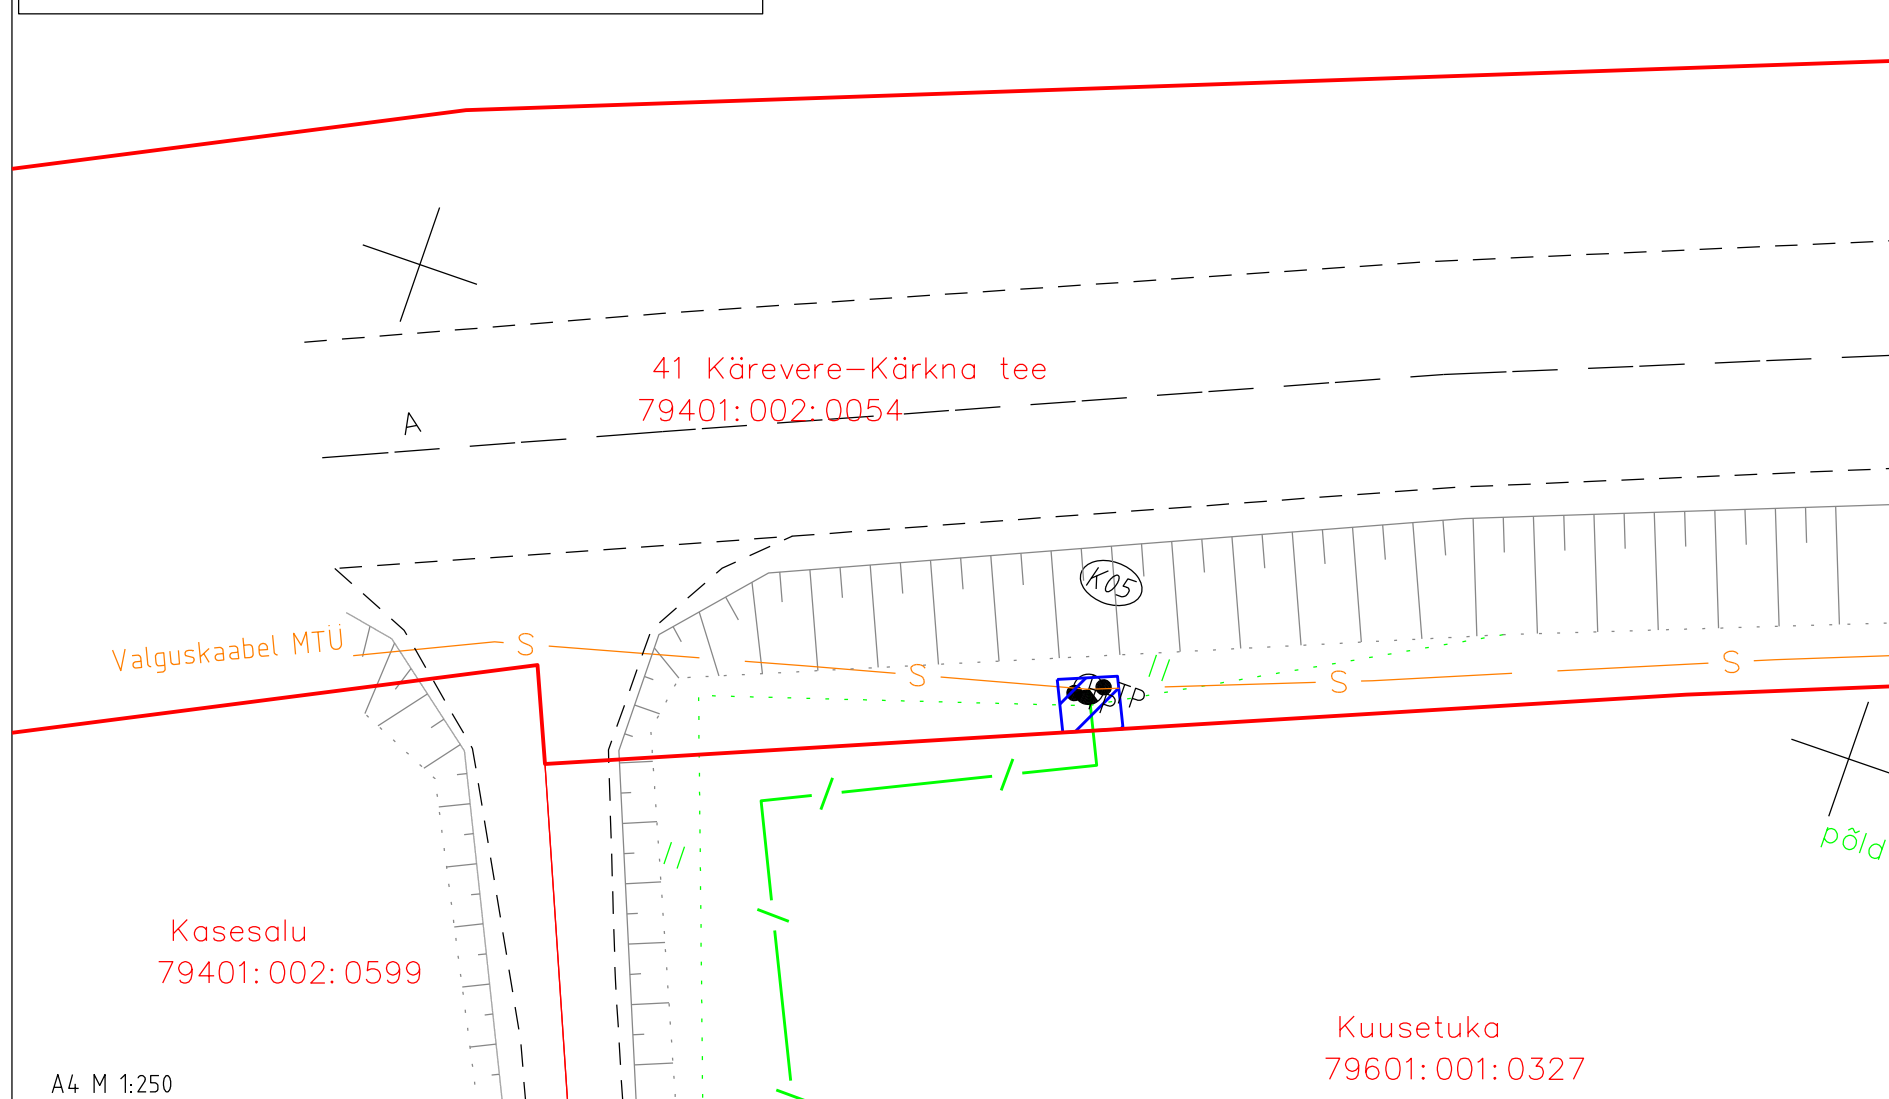 41 Kärevere-Kärkna tee
79401:002:0054
A
K05
Valguskaabel MTÜ
S
S
S
S
põld
Kasesalu
79401:002:0599
Kuusetuka
79601:001:0327
A4 M 1:250